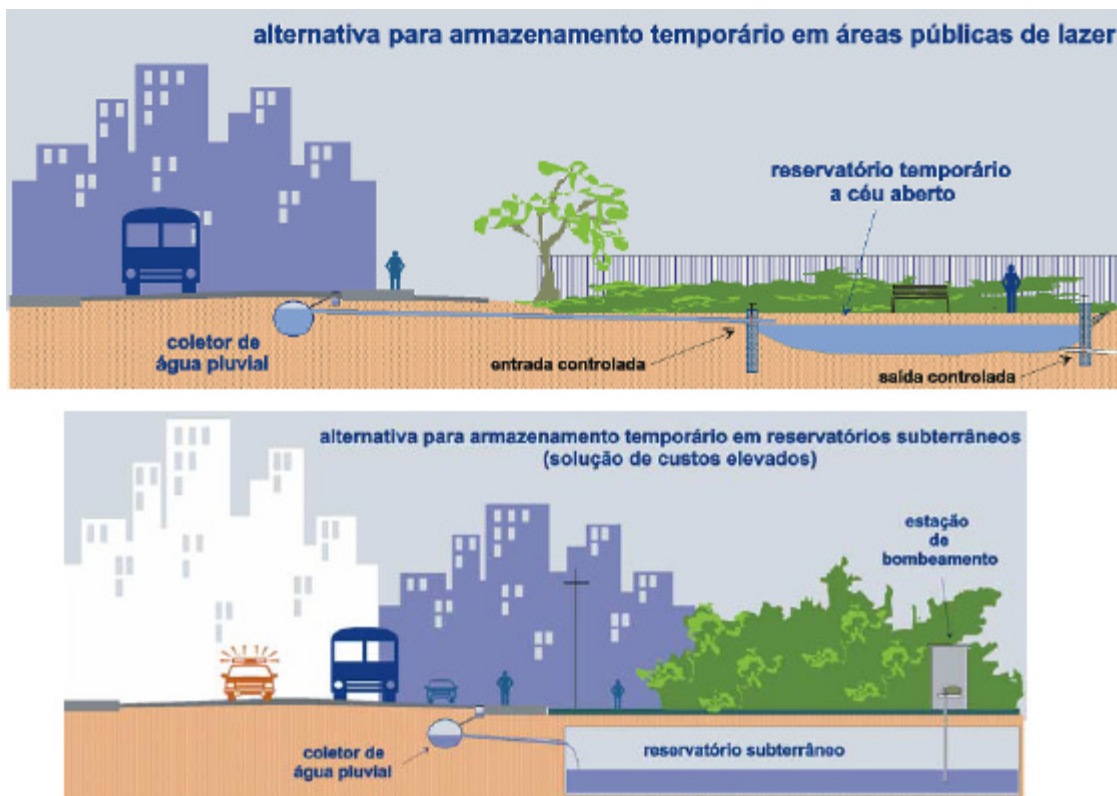 alternativa para armazenamento temporário em áreas públicas de lazer
reservatório temporário
a céu aberto
coletor de
água pluvial
entrada controlada
saída controlada
alternativa para armazenamento temporário em reservatórios subterrâneos
(solução de custos elevados)
estação
de
bombeamento
coletor de
água pluvial
reservatório subterrâneo